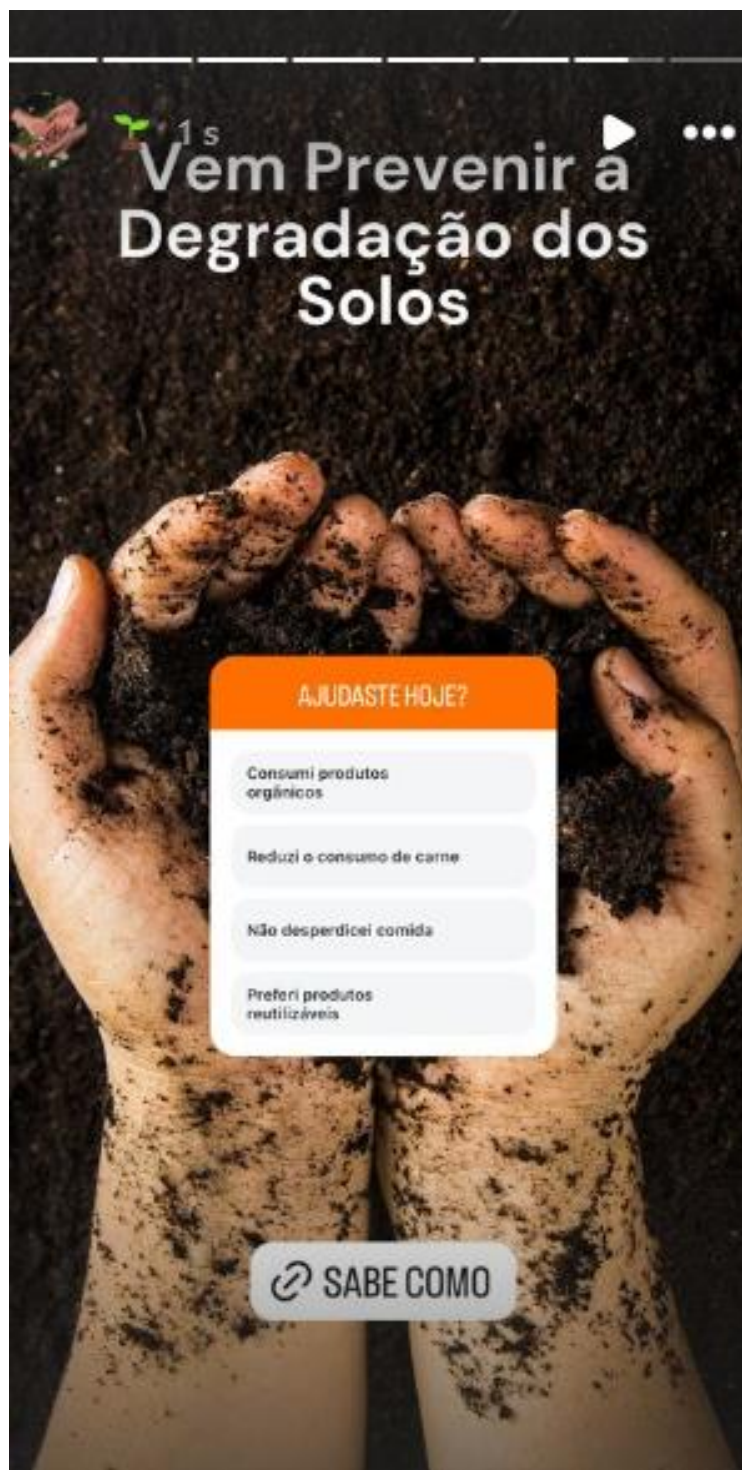 1 s
Vem Prevenir a
Degradação dos
Solos
AJUDASTE HOJE?
Consumi produtos
orgânicos
Reduzi o consumo de carne
Não desperdicei comida
Preferi produtos
reutilizáveis
SABE COMO